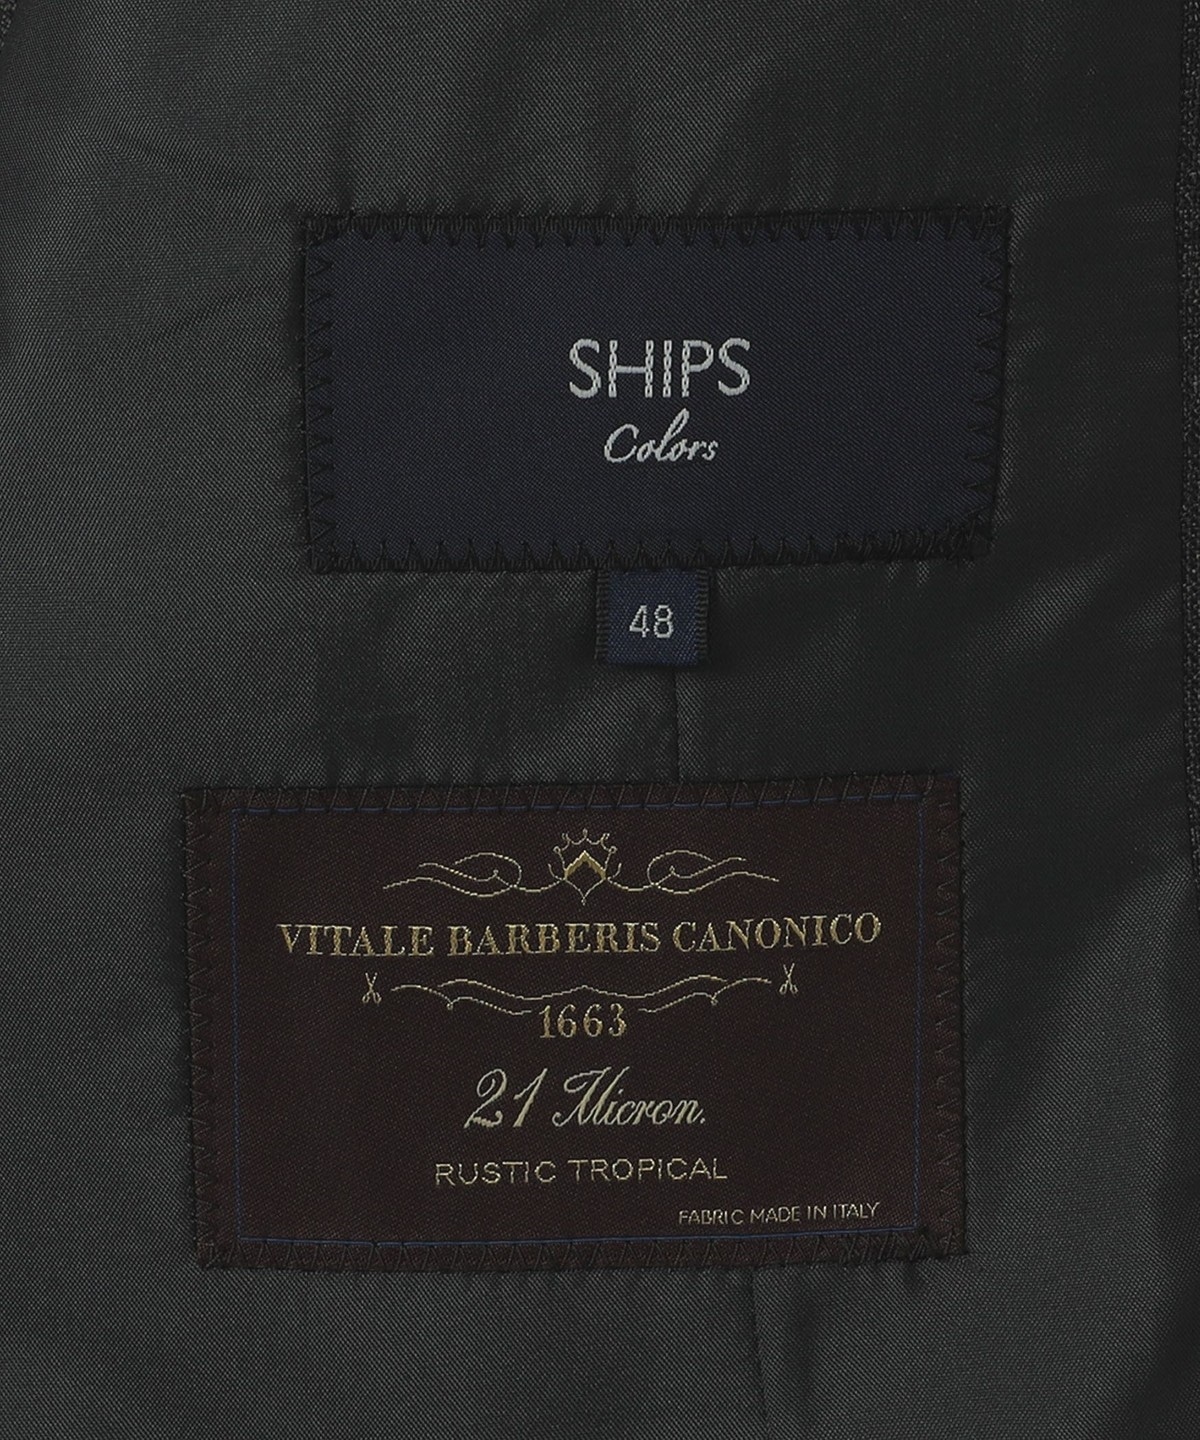 SHIPS
Colors
48
VITALE BARBERIS CANONICO
1663
21 Micron.
RUSTIC TROPICAL
FABRIC MADE IN ITALY